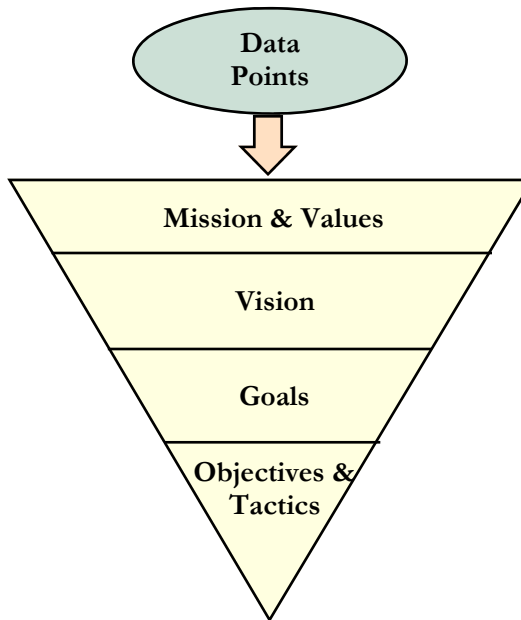 Data
Points
Mission & Values
Vision
Goals
Objectives &
Tactics